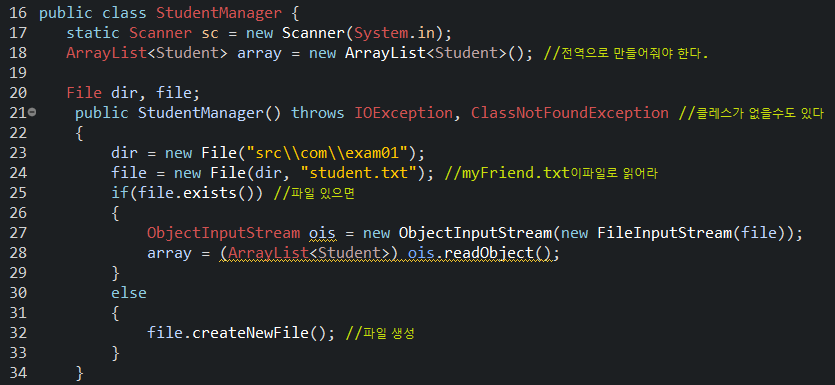 16 public class StudentManager {
17 static Scanner sc = new Scanner(System.in);
18 ArrayList<Student> array = new ArrayList<Student>(); //전역으로 만들어줘야 한다.
19
20 File dir, file;
21 public StudentManager() throws IOException, ClassNotFoundException //클레스가 없을수도 있다
22 {
23 dir = new File("src\\com\\exam01");
24 file = new File(dir, "student.txt"); //myFriend.txt이파일로 읽어라
25 if(file.exists()) //파일 있으면
26 {
27 ObjectInputStream ois = new ObjectInputStream(new FileInputStream(file));
28 array = (ArrayList<Student>) ois.readObject();
29 }
30 else
31 {
32 file.createNewFile(); //파일 생성
33 }
34 }